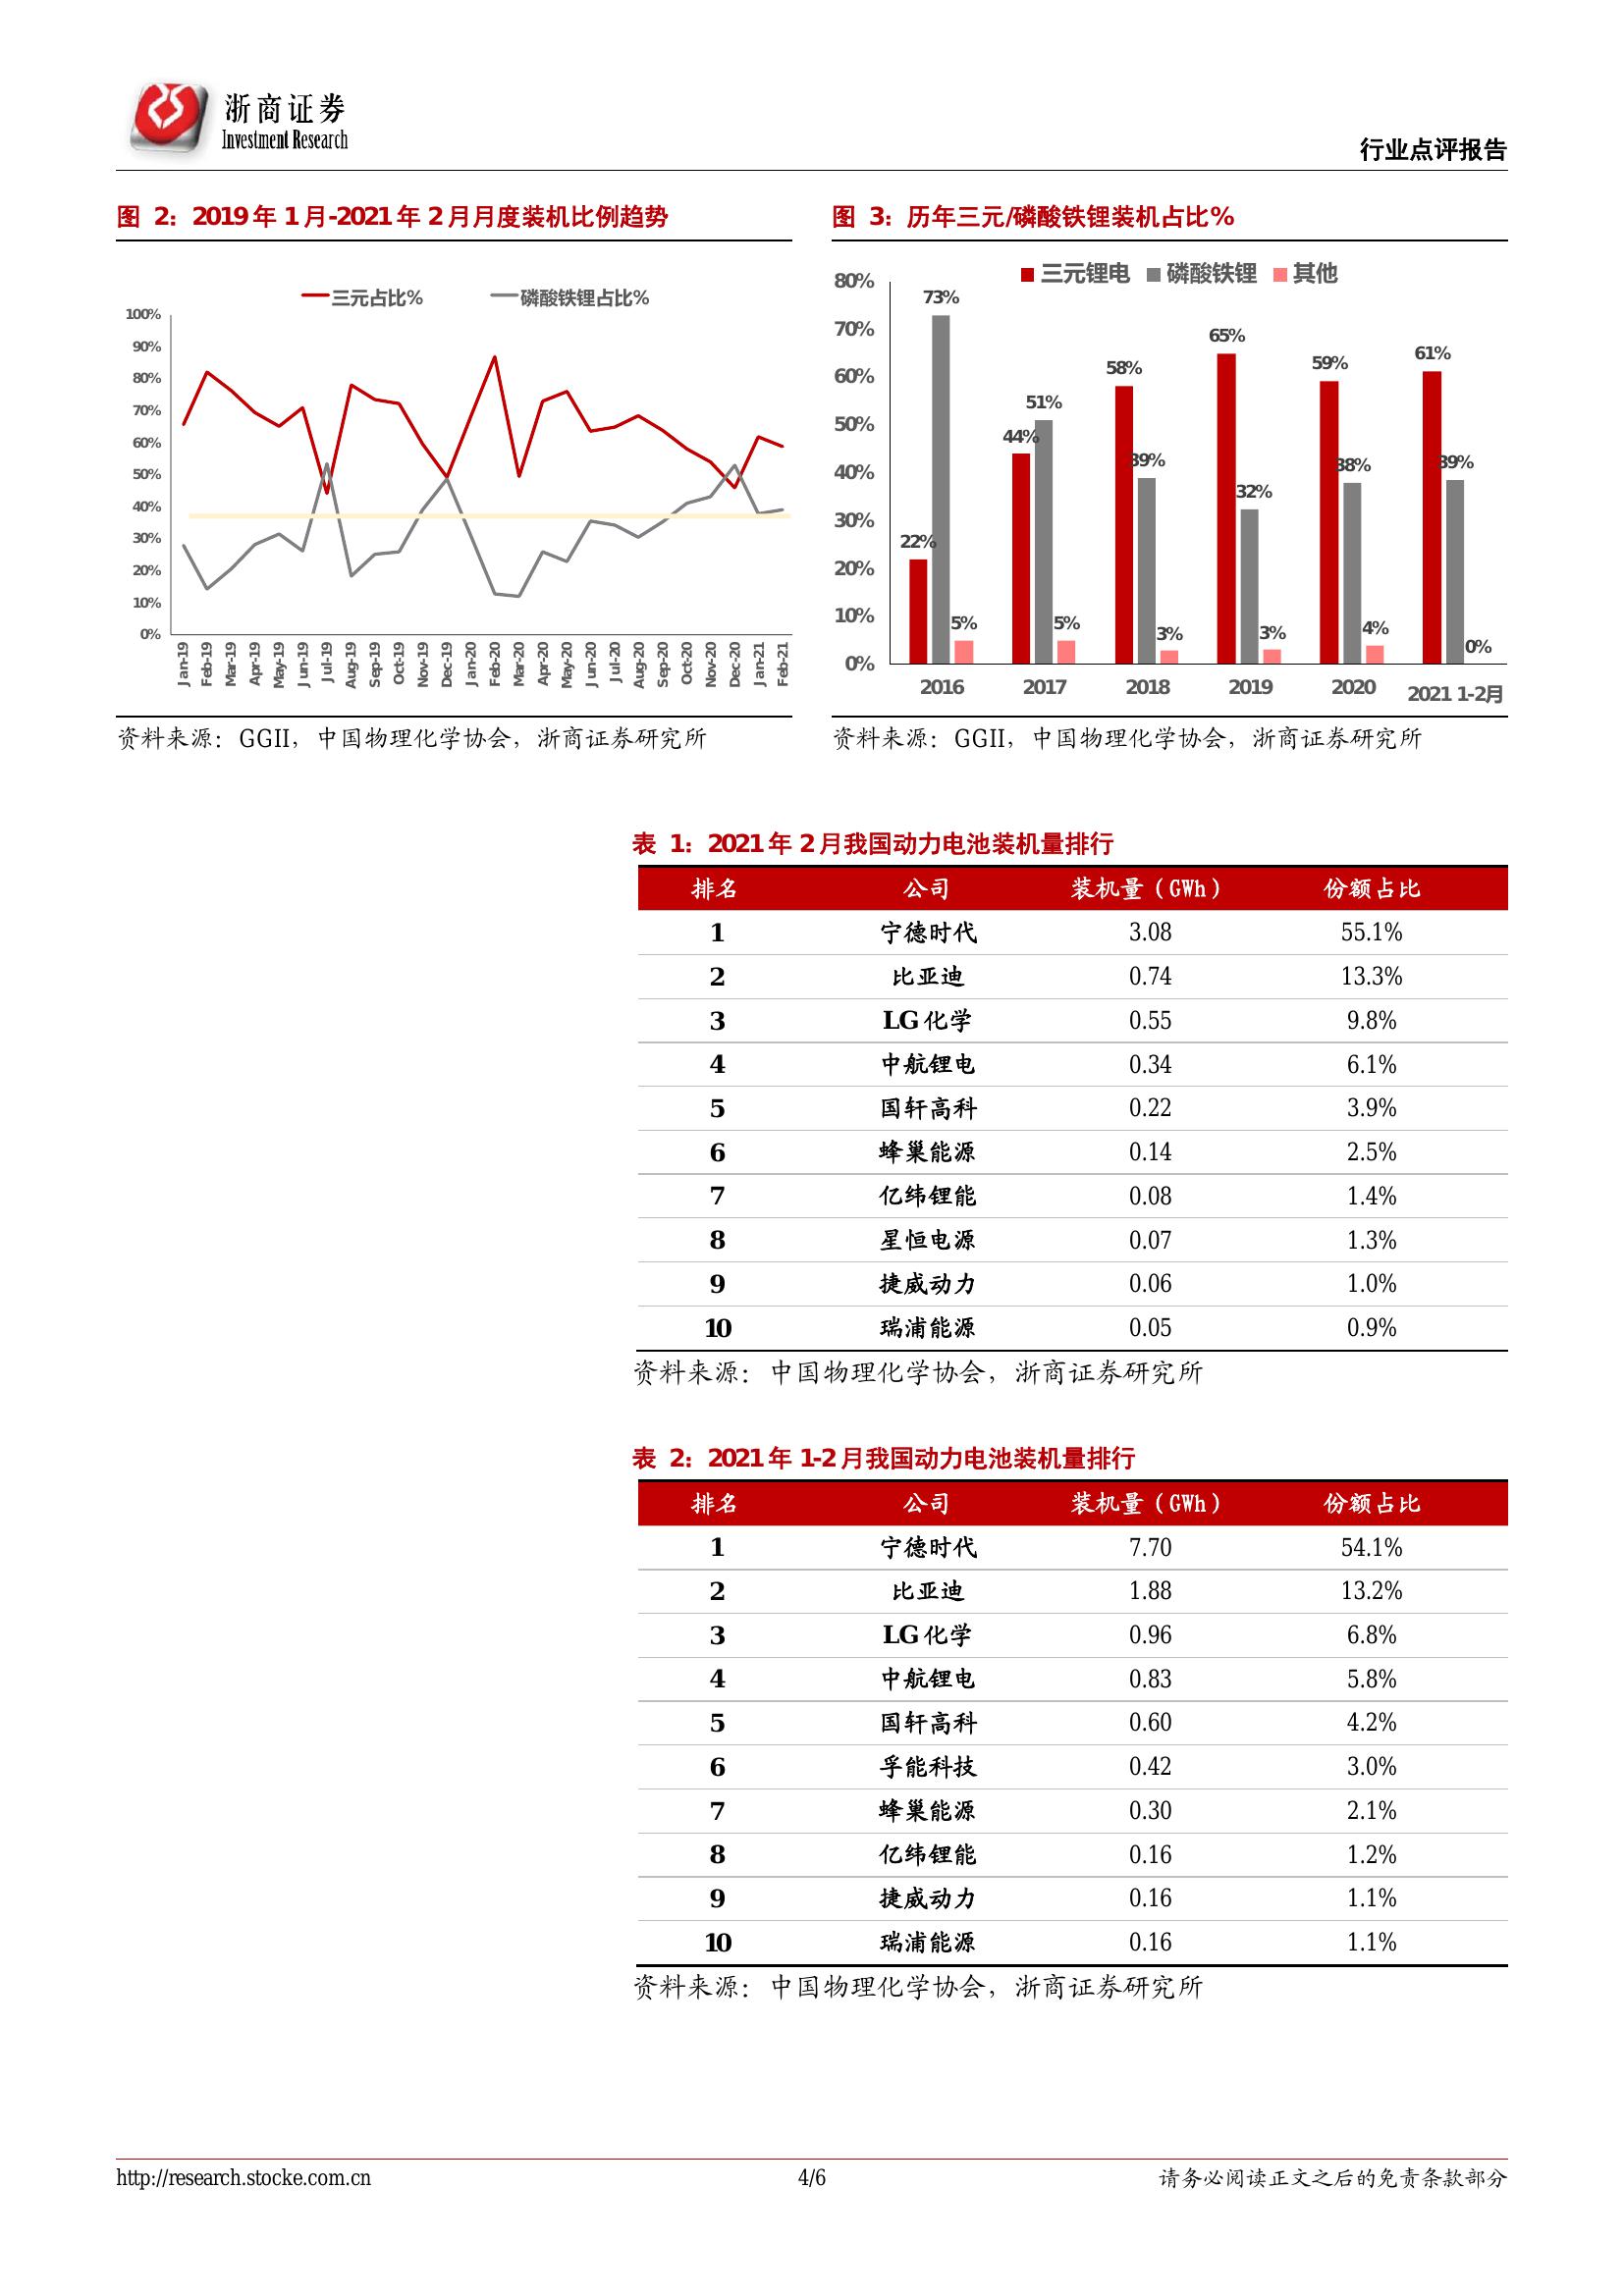 浙商证券
Investment Research
行业点评报告
图 2：2019 年 1 月-2021 年 2 月月度装机比例趋势
三元占比% 磷酸铁锂占比%
100%
90%
80%
70%
60%
50%
40%
30%
20%
10%
0%
Jan-19 Feb-19 Mar-19 Apr-19 May-19 Jun-19 Jul-19 Aug-19 Sep-19 Oct-19 Nov-19 Dec-19 Jan-20 Feb-20 Mar-20 Apr-20 May-20 Jun-20 Jul-20 Aug-20 Sep-20 Oct-20 Nov-20 Dec-20 Jan-21 Feb-21
资料来源：GGII，中国物理化学协会，浙商证券研究所
图 3：历年三元/磷酸铁锂装机占比%
三元锂电 磷酸铁锂 其他
80%
70%
60%
50%
40%
30%
20%
10%
0%
22% 73% 5%
44% 51% 5%
58% 39% 3%
65% 32% 3%
59% 38% 4%
61% 39% 0%
2016 2017 2018 2019 2020 2021 1-2月
资料来源：GGII，中国物理化学协会，浙商证券研究所
表 1：2021 年 2 月我国动力电池装机量排行
排名 公司 装机量（GWh） 份额占比
1 宁德时代 3.08 55.1%
2 比亚迪 0.74 13.3%
3 LG 化学 0.55 9.8%
4 中航锂电 0.34 6.1%
5 国轩高科 0.22 3.9%
6 蜂巢能源 0.14 2.5%
7 亿纬锂能 0.08 1.4%
8 星恒电源 0.07 1.3%
9 捷威动力 0.06 1.0%
10 瑞浦能源 0.05 0.9%
资料来源：中国物理化学协会，浙商证券研究所
表 2：2021 年 1-2 月我国动力电池装机量排行
排名 公司 装机量（GWh） 份额占比
1 宁德时代 7.70 54.1%
2 比亚迪 1.88 13.2%
3 LG 化学 0.96 6.8%
4 中航锂电 0.83 5.8%
5 国轩高科 0.60 4.2%
6 孚能科技 0.42 3.0%
7 蜂巢能源 0.30 2.1%
8 亿纬锂能 0.16 1.2%
9 捷威动力 0.16 1.1%
10 瑞浦能源 0.16 1.1%
资料来源：中国物理化学协会，浙商证券研究所
http://research.stocke.com.cn 4/6 请务必阅读正文之后的免责条款部分